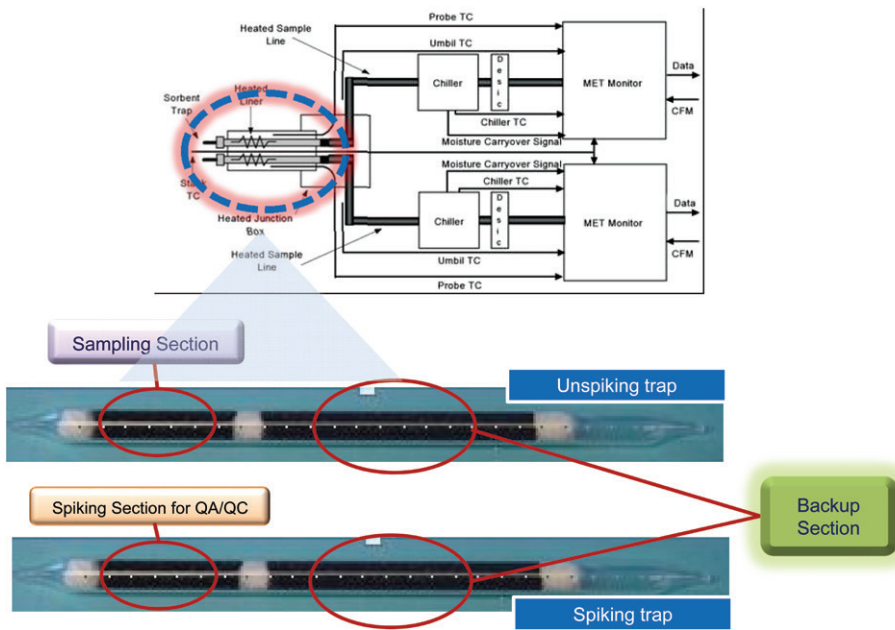 Probe TC
Heated Sample
Line
Umbil TC
Chiller
D
e
s
i
c
MET Monitor
Data
CFM
Sorbent
Trap
Heated
Liner
Chiller TC
Moisture Carryover Signal
Moisture Carryover Signal
Stack
TC
Chiller TC
Heated Junction
Box
Chiller
D
e
s
i
c
MET Monitor
Data
CFM
Heated Sample
Line
Umbil TC
Probe TC
Sampling Section
Unspiking trap
Spiking Section for QA/QC
Backup
Section
Spiking trap